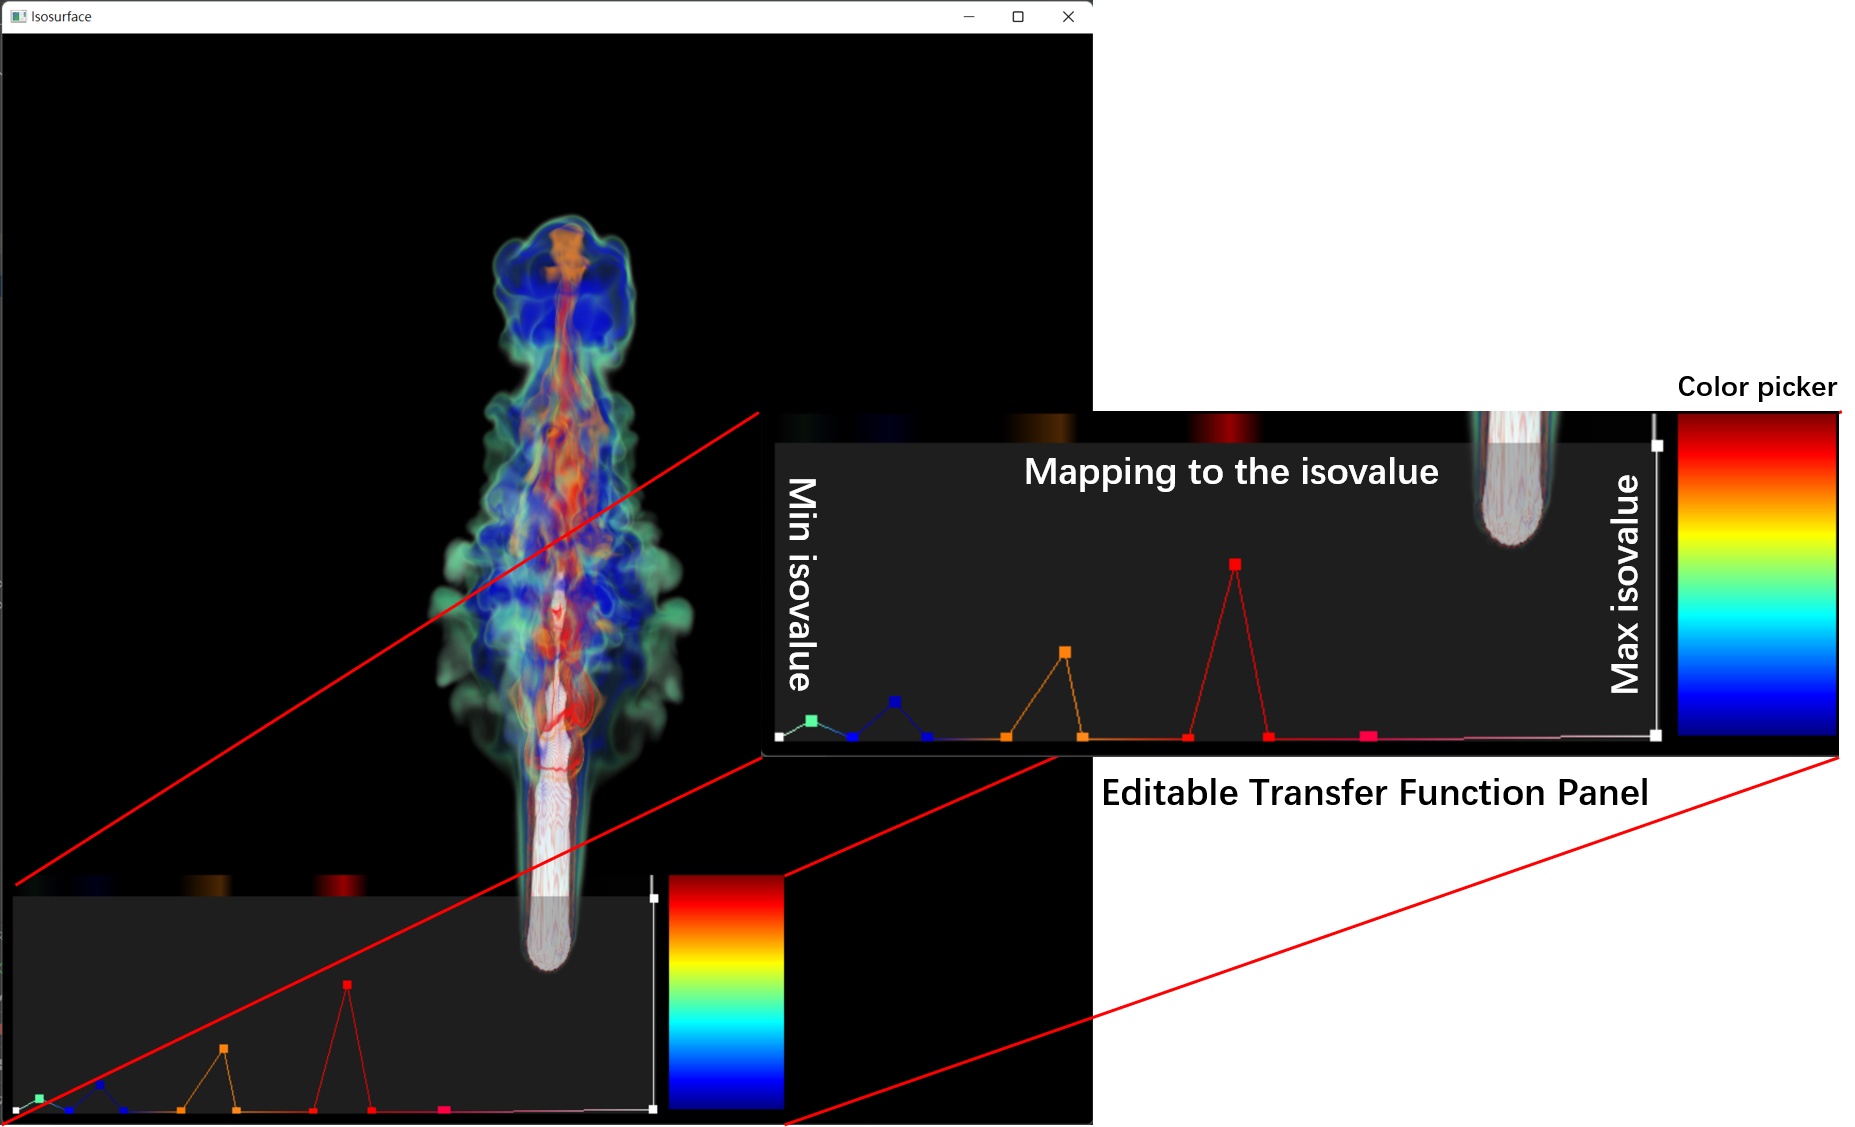 Isosurface
Color picker
Mapping to the isovalue
Min isovalue
Max isovalue
Editable Transfer Function Panel